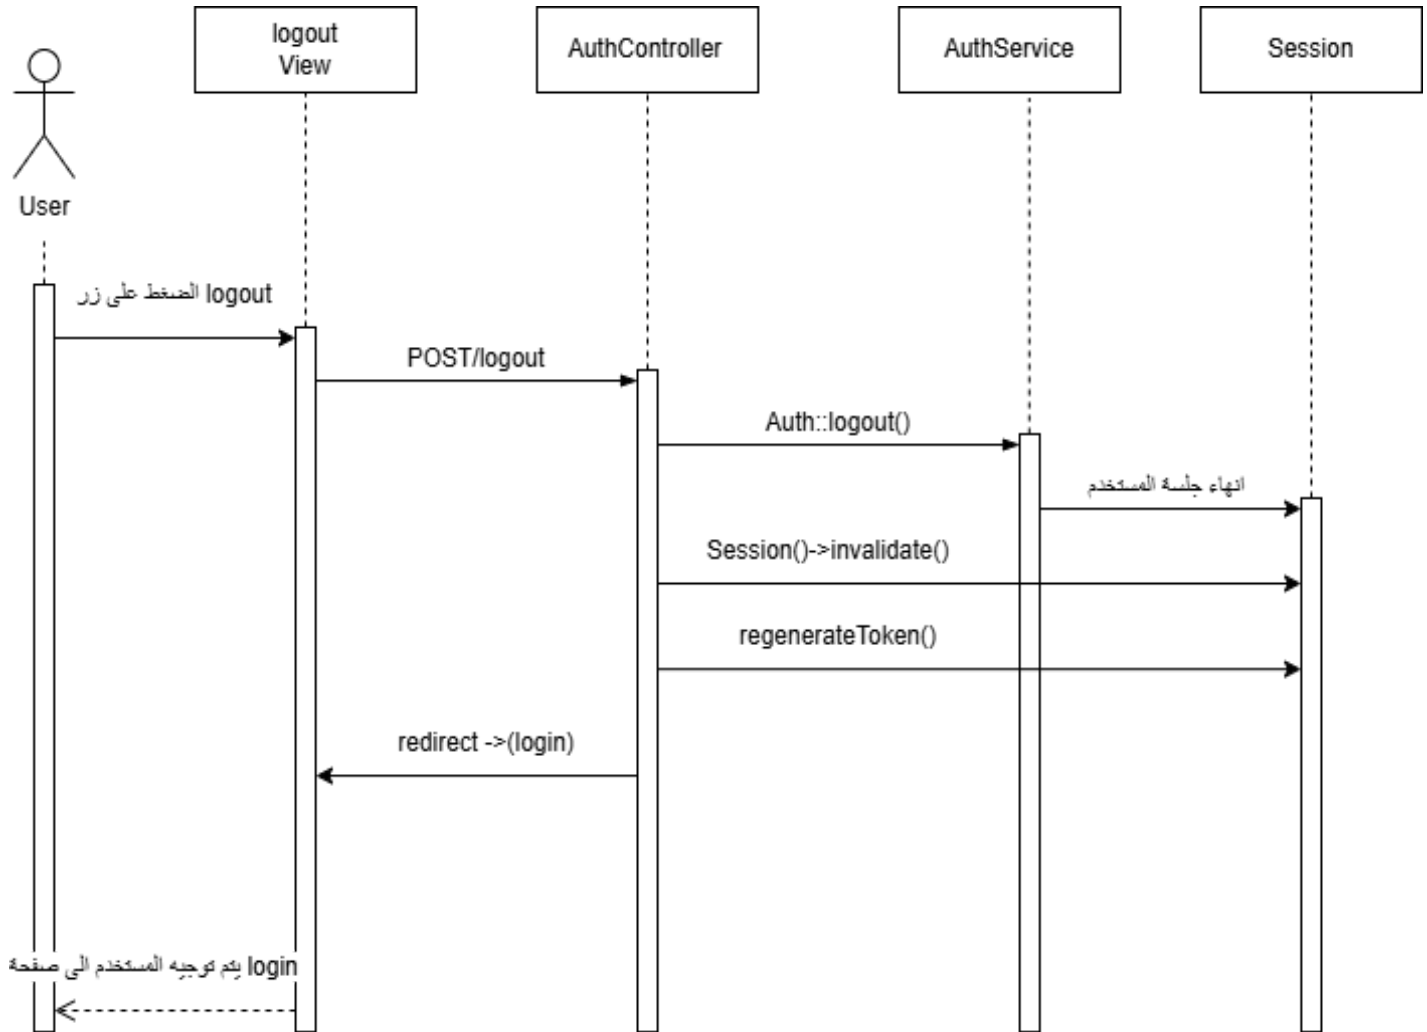 logout
View
AuthController
AuthService
Session
User
الضغط على زر logout
POST/logout
Auth::logout()
انهاء جلسة المستخدم
Session()->invalidate()
regenerateToken()
redirect ->(login)
يتم توجيه المستخدم الى صفحة login